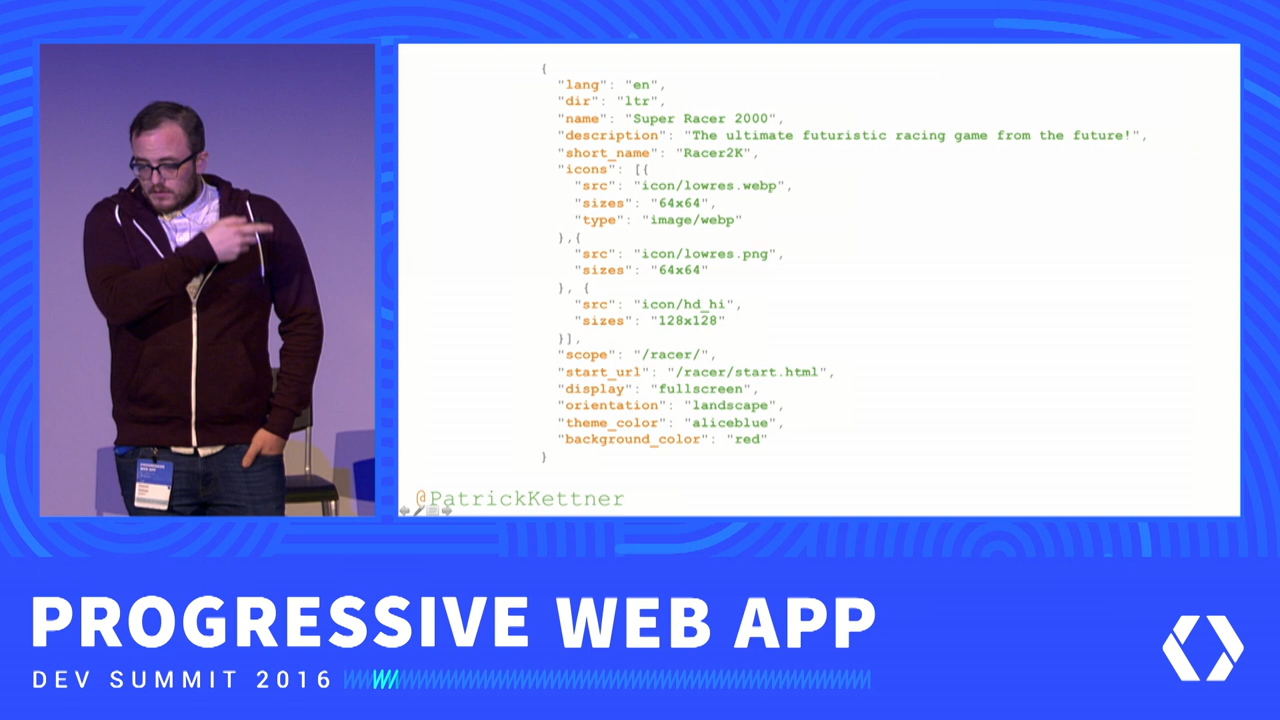 {
"lang": "en",
"dir": "ltr",
"name": "Super Racer 2000",
"description": "The ultimate futuristic racing game from the future!",
"short_name": "Racer2K",
"icons": [{
"src": "icon/lowres.webp",
"sizes": "64x64",
"type": "image/webp"
},{
"src": "icon/lowres.png",
"sizes": "64x64"
}, {
"src": "icon/hd_hi",
"sizes": "128x128"
}],
"scope": "/racer/",
"start_url": "/racer/start.html",
"display": "fullscreen",
"orientation": "landscape",
"theme_color": "aliceblue",
"background_color": "red"
}
@PatrickKettner
PROGRESSIVE WEB APP
DEV SUMMIT 2016